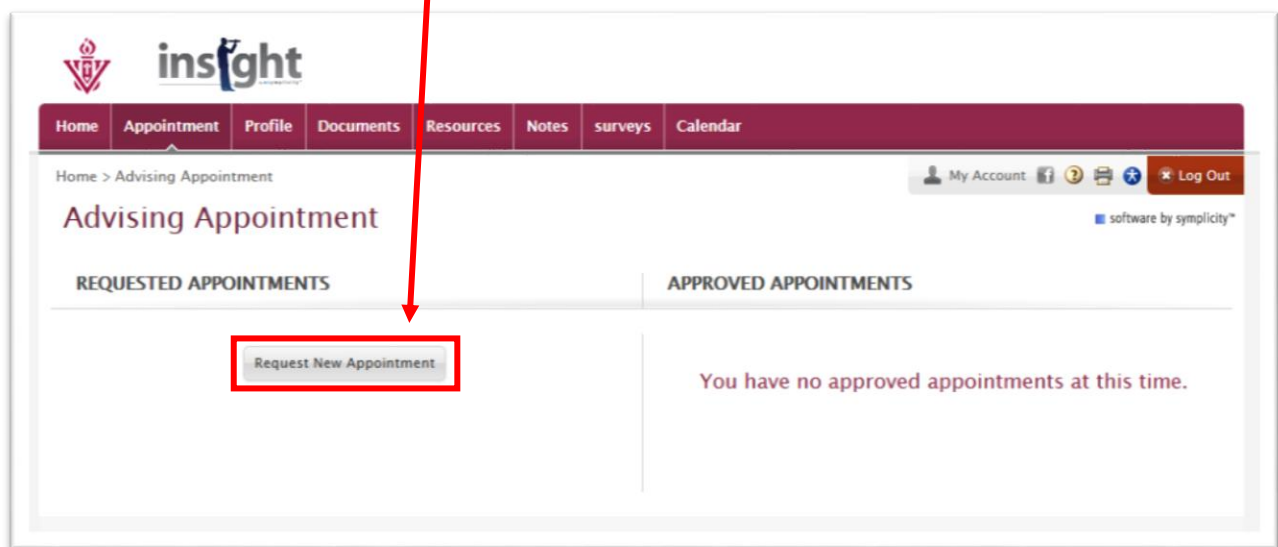 insight
Home Appointment Profile Documents Resources Notes surveys Calendar
Home > Advising Appointment
My Account
Log Out
Advising Appointment
software by symplicity™
REQUESTED APPOINTMENTS
APPROVED APPOINTMENTS
Request New Appointment
You have no approved appointments at this time.